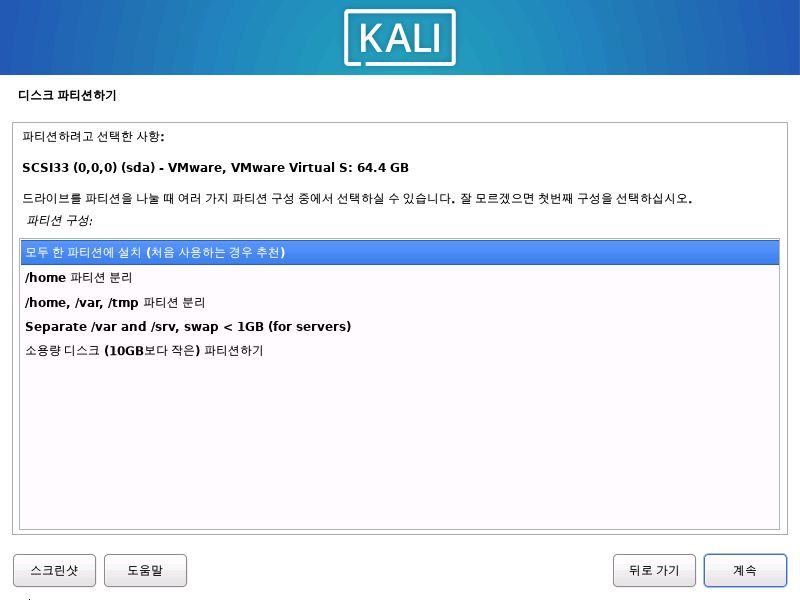 KALI
디스크 파티션하기
파티션하려고 선택한 사항:
SCSI33 (0,0,0) (sda) - VMware, VMware Virtual S: 64.4 GB
드라이브를 파티션을 나눌 때 여러 가지 파티션 구성 중에서 선택하실 수 있습니다. 잘 모르겠으면 첫번째 구성을 선택하십시오.
파티션 구성:
모두 한 파티션에 설치 (처음 사용하는 경우 추천)
/home 파티션 분리
/home, /var, /tmp 파티션 분리
Separate /var and /srv, swap < 1GB (for servers)
소용량 디스크 (10GB보다 작은) 파티션하기
스크린샷
도움말
뒤로 가기
계속